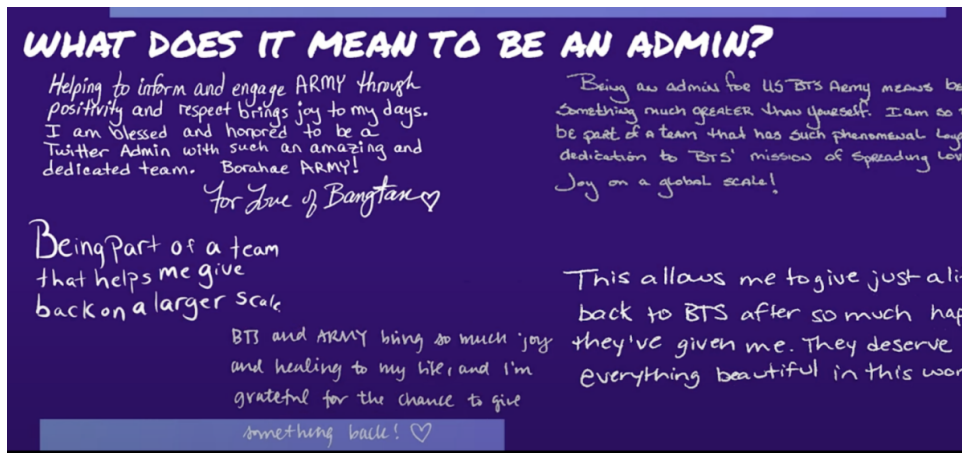 WHAT DOES IT MEAN TO BE AN ADMIN?
Helping to inform and engage ARMY through
positivity and respect brings joy to my days.
I am blessed and honored to be a
Twitter Admin with such an amazing and
dedicated team. Borahae ARMY!
For Love of Bangtan♡
Being an admin for US BTS Army means
something much greater than yourself. I am so
be part of a team that has such phenomenal
dedication to BTS' mission of spreading
Joy on a global scale!
Being Part of a team
that helps me give
back on a larger scale
This allows me to give just a
back to BTS after so much
they've given me. They deserve
everything beautiful in this
BTS and ARMY bring so much joy
and healing to my life, and I'm
grateful for the chance to give
something back! ♡